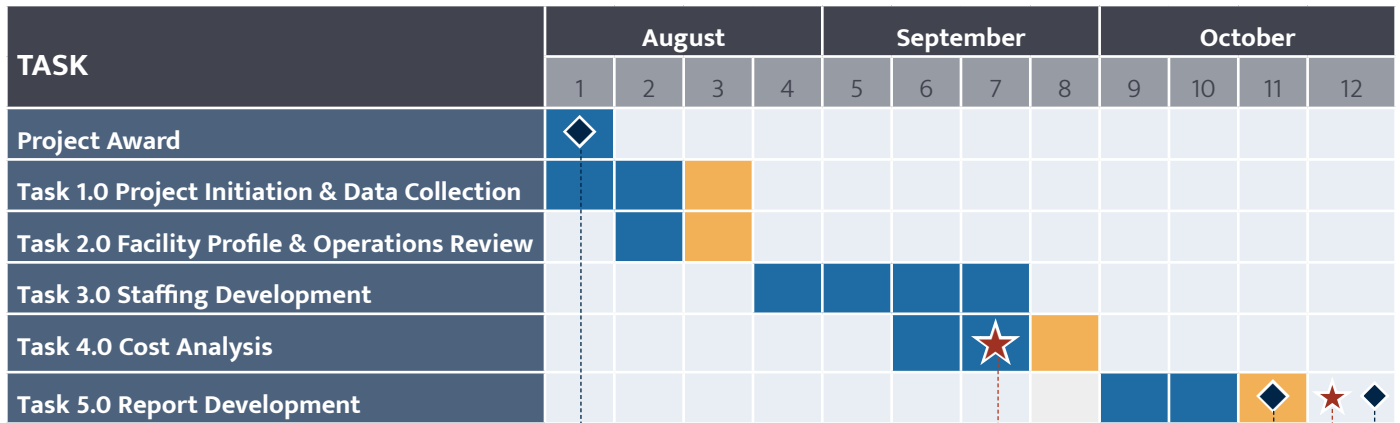 TASK
August September October
1 2 3 4 5 6 7 8 9 10 11 12
Project Award
Task 1.0 Project Initiation & Data Collection
Task 2.0 Facility Profile & Operations Review
Task 3.0 Staffing Development
Task 4.0 Cost Analysis
Task 5.0 Report Development